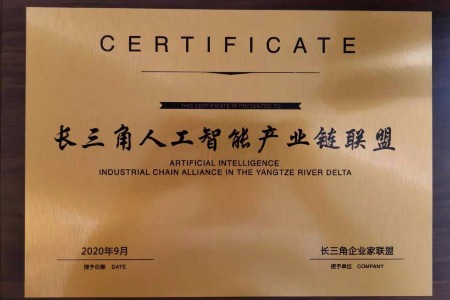 CERTIFICATE
THIS CERTIFICATE IS PRESENTED TO
长三角人工智能产业链联盟
ARTIFICIAL INTELLIGENCE
INDUSTRIAL CHAIN ALLIANCE IN THE YANGTZE RIVER DELTA
2020年9月 长三角企业家联盟
授予日期 DATE 授予单位 COMPANY